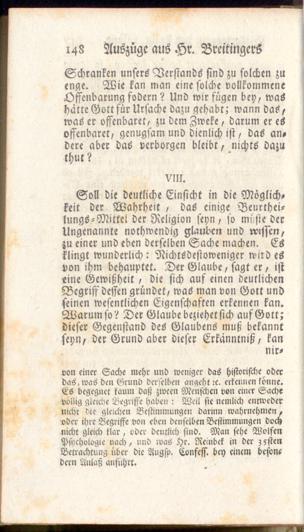 148 Auszüge aus Hr. Breitingers
Schranken unsers Verstands sind zu solchen zu
enge. Wie kan man eine solche vollkommene
Offenbarung fodern? Und wir fügen bey, was
hätte Gott für Ursache dazu gehabt; wann das,
was er offenbaret, zu dem Zweke, darum er es
offenbaret, genugsam und dienlich ist, das an-
dere aber das verborgen bleibt, nichts dazu
thut?
VIII.
Soll die deutliche Einsicht in die Möglich-
keit der Wahrheit, das einige Beurthei-
lungs-Mittel der Religion seyn, so müste der
Ungenannte nothwendig glauben und wissen,
zu einer und eben derselben Sache machen. Es
klingt wunderlich: Nichtsdestoweniger wird es
von ihm behauptet. Der Glaube, sagt er, ist
eine Gewißheit, die sich auf einen deutlichen
Begriff dessen gründet, was man von Gott und
seinen wesentlichen Eigenschaften erkennen kan.
Warum so? Der Glaube beziehet sich auf Gott;
dieser Gegenstand des Glaubens muß bekannt
seyn, der Grund aber dieser Erkänntniß, kan
nir-
von einer Sache mehr und weniger das historische oder
das, was den Grund derselben angeht ꝛc. erkennen könne.
Es begegnet kaum daß zween Menschen von einer Sache
völlig gleiche Begriffe haben: Weil sie nemlich entweder
nicht die gleichen Bestimmungen darum wahrnehmen,
oder ihre Begriffe von eben denselben Bestimmungen doch
nicht gleich klar, oder deutlich sind. Man sehe Wolfen
Psychologie nach, und was Hr. Reinbek in der 35sten
Betrachtung über die Augsp. Confess. bey einem beson-
dern Anlaß anführt.